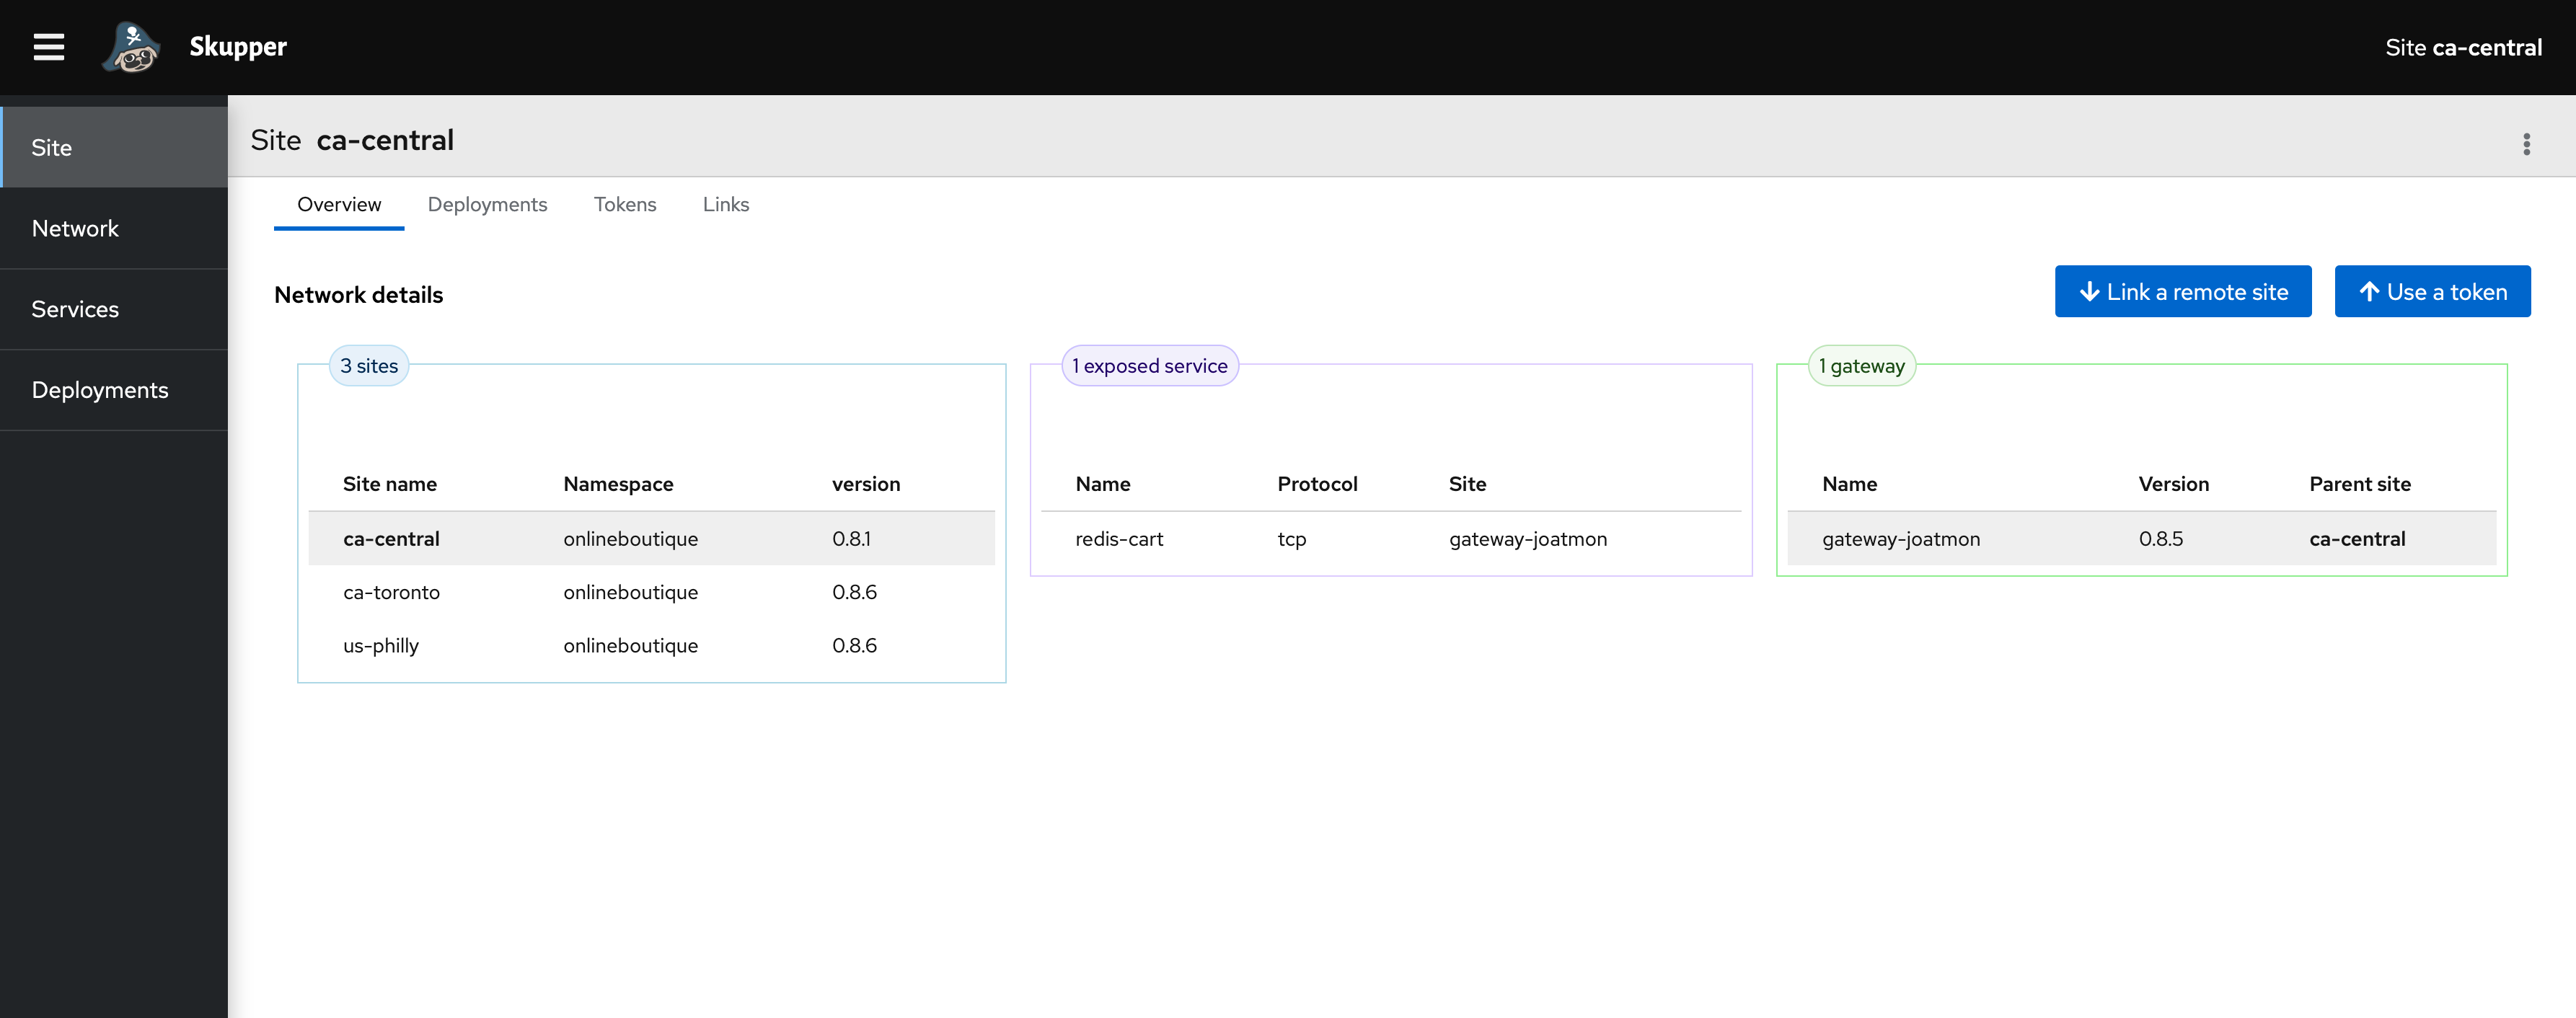 Skupper
Site ca-central
Site
Network
Services
Deployments
Site ca-central
Overview Deployments Tokens Links
Network details
Link a remote site
Use a token
3 sites
Site name Namespace version
ca-central onlineboutique 0.8.1
ca-toronto onlineboutique 0.8.6
us-philly onlineboutique 0.8.6
1 exposed service
Name Protocol Site
redis-cart tcp gateway-joatmon
1 gateway
Name Version Parent site
gateway-joatmon 0.8.5 ca-central